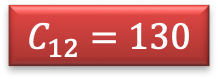 C₁₂ = 130